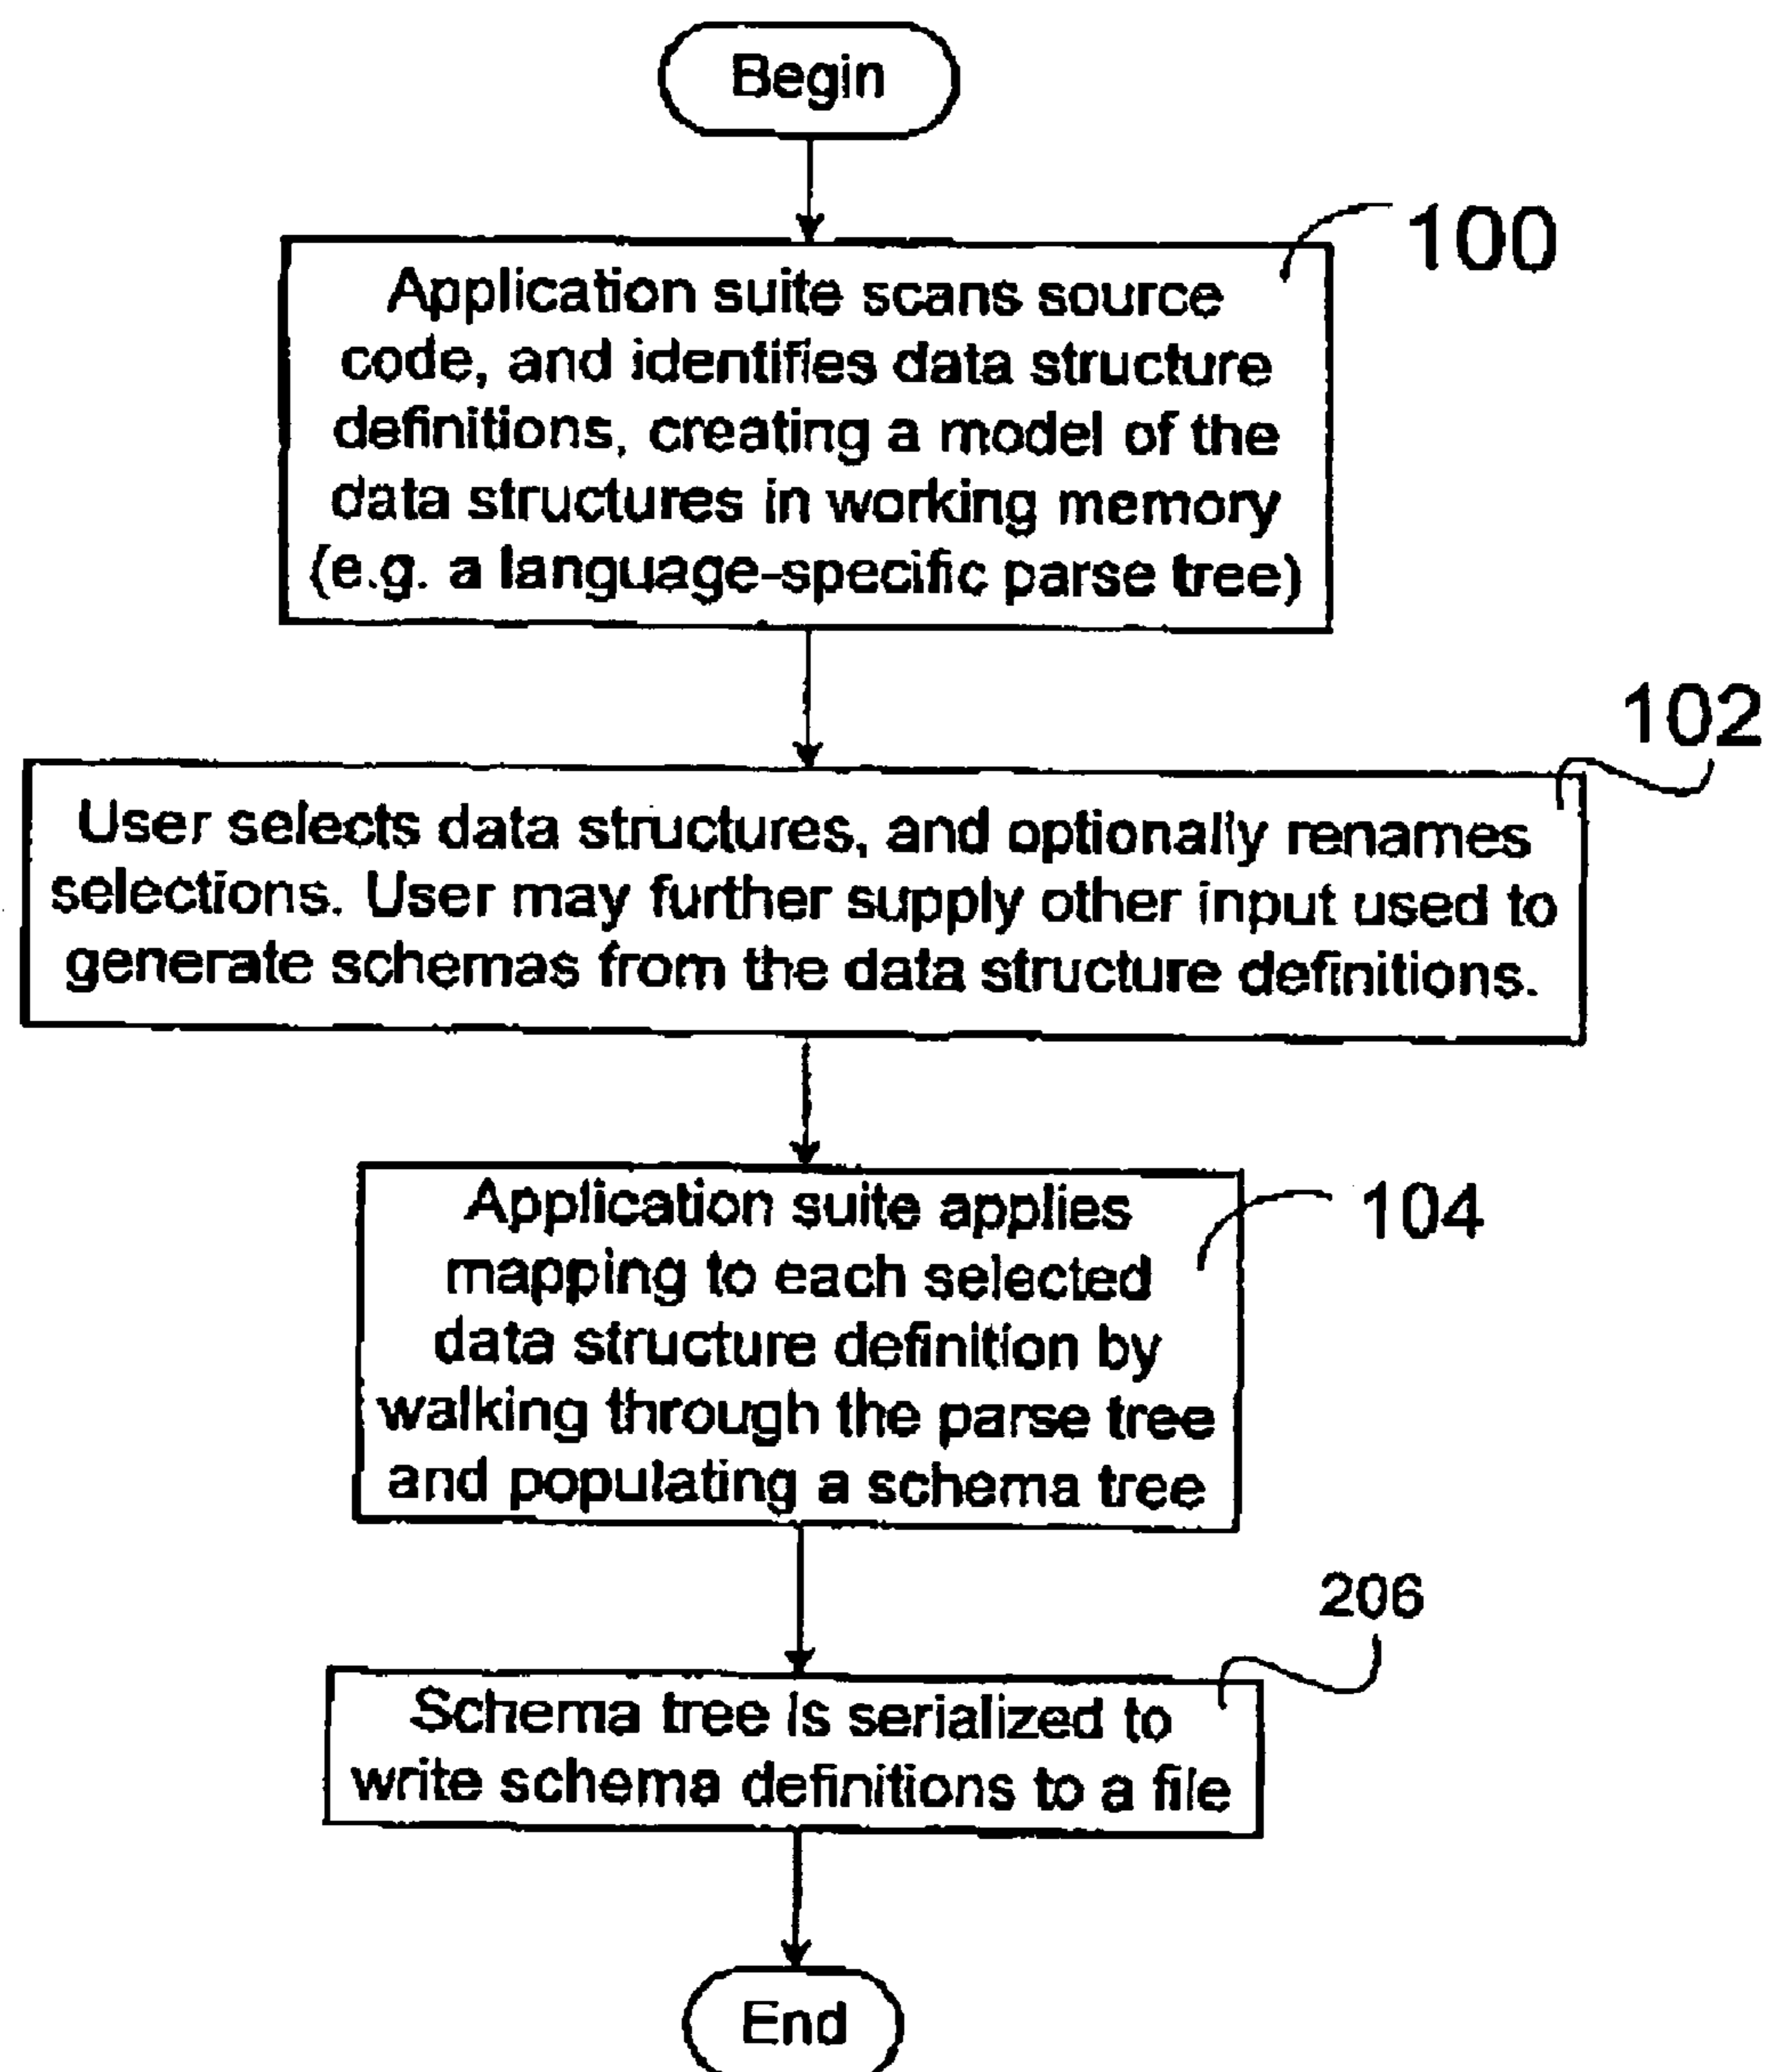 Begin
100
Application suite scans source
code, and identifies data structure
definitions, creating a model of the
data structures in working memory
(e.g. a language-specific parse tree)
102
User selects data structures, and optionally renames
selections. User may further supply other input used to
generate schemas from the data structure definitions.
104
Application suite applies
mapping to each selected
data structure definition by
walking through the parse tree
and populating a schema tree
206
Schema tree is serialized to
write schema definitions to a file
End